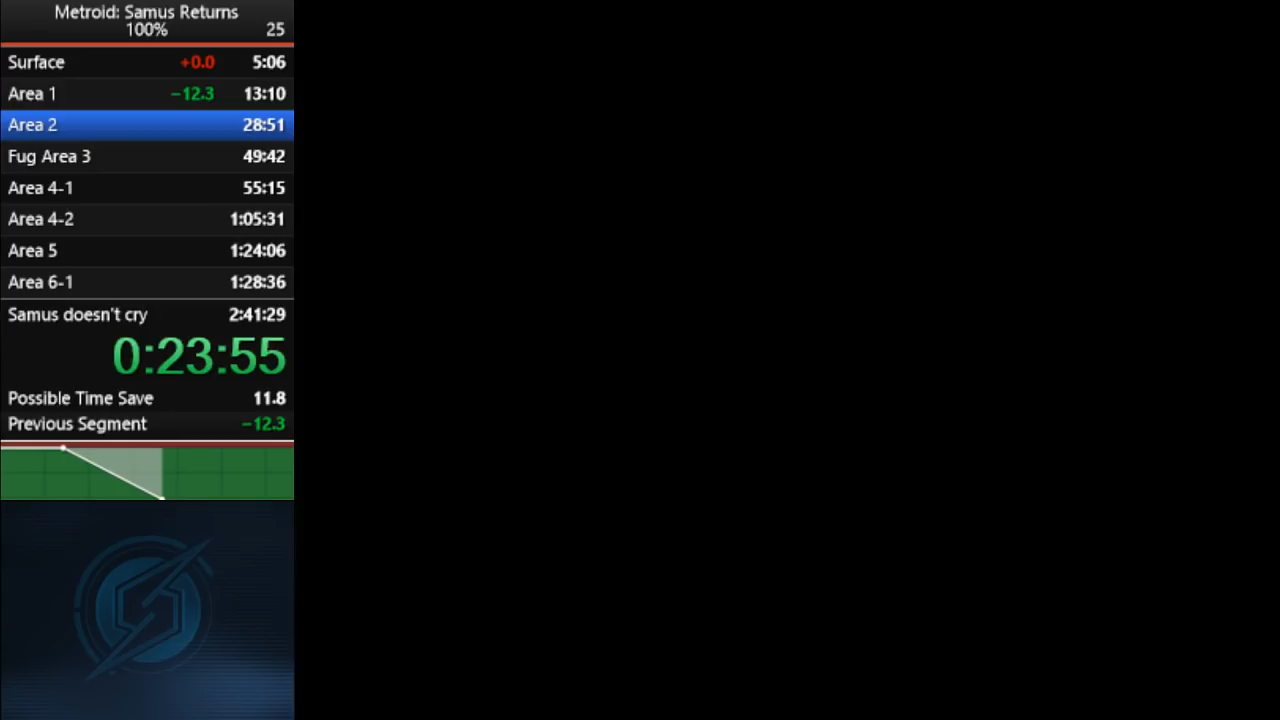 Metroid: Samus Returns
100% 25
Surface +0.0 5:06
Area 1 −12.3 13:10
Area 2 28:51
Fug Area 3 49:42
Area 4-1 55:15
Area 4-2 1:05:31
Area 5 1:24:06
Area 6-1 1:28:36
Samus doesn't cry 2:41:29
0:23:55
Possible Time Save 11.8
Previous Segment −12.3